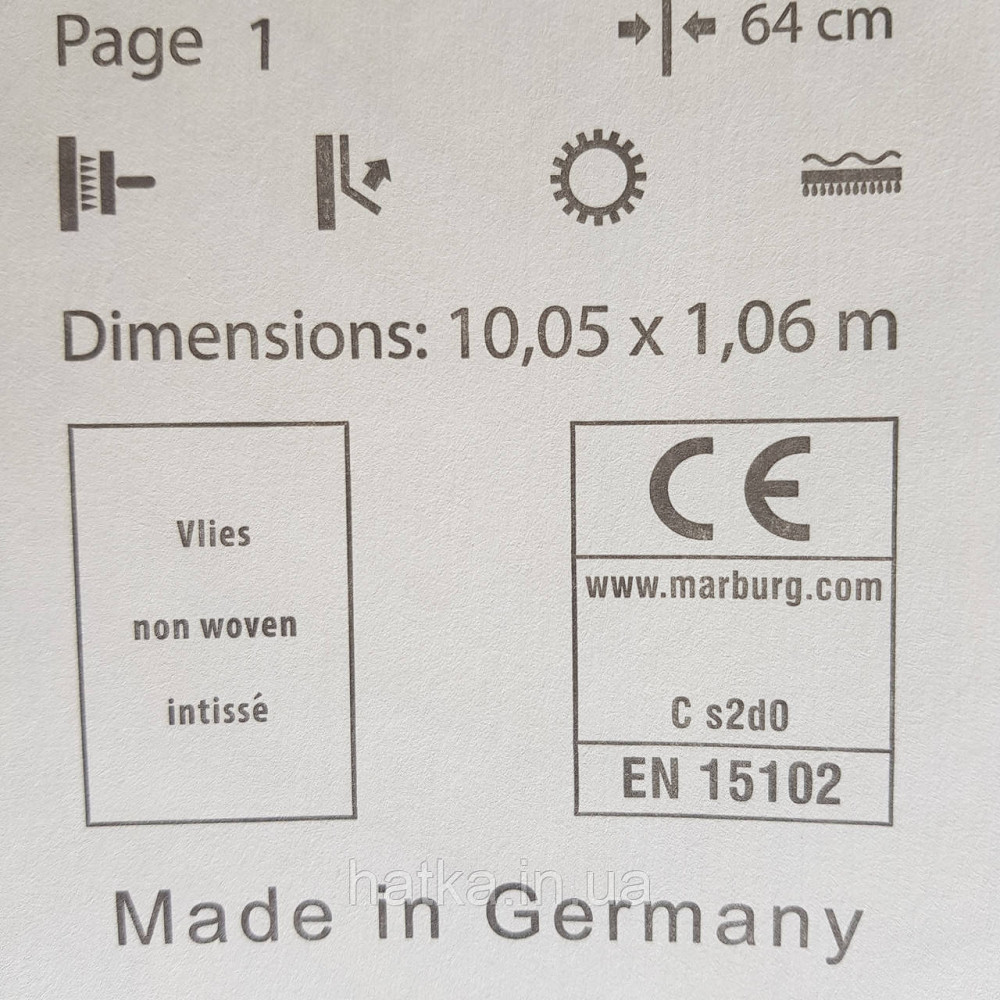 Page 1
64 cm
Dimensions: 10,05 x 1,06 m
Vlies
non woven
intissé
CE
www.marburg.com
C s2d0
EN 15102
hatka.in.ua
Made in Germany